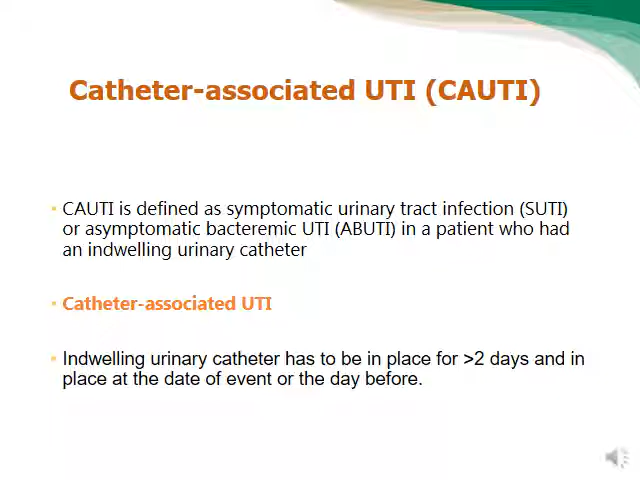 Catheter-associated UTI (CAUTI)
• CAUTI is defined as symptomatic urinary tract infection (SUTI)
or asymptomatic bacteremic UTI (ABUTI) in a patient who had
an indwelling urinary catheter
• Catheter-associated UTI
• Indwelling urinary catheter has to be in place for >2 days and in
place at the date of event or the day before.